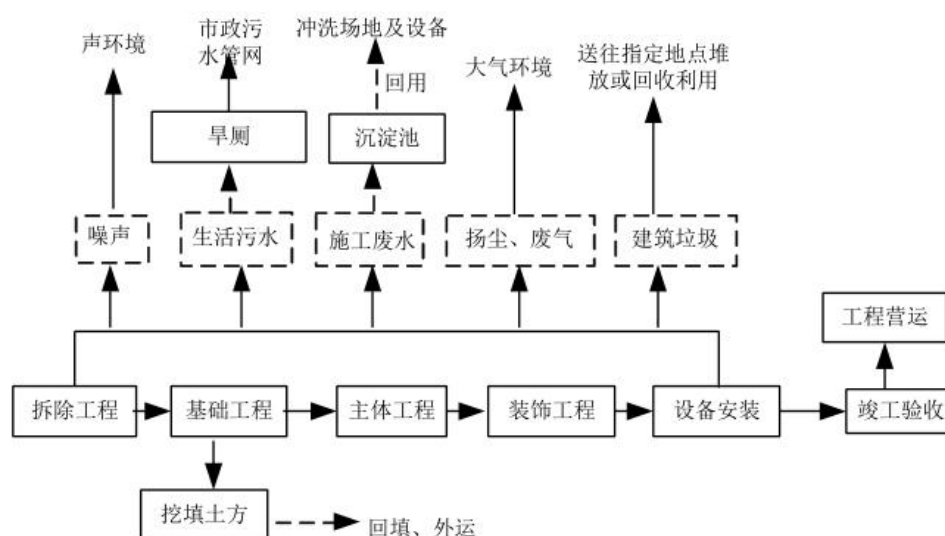 声环境
市政污
水管网
冲洗场地及设备
大气环境
送往指定地点堆
放或回收利用
回用
旱厕
沉淀池
噪声
生活污水
施工废水
扬尘、废气
建筑垃圾
工程营运
拆除工程
基础工程
主体工程
装饰工程
设备安装
竣工验收
挖填土方
回填、外运